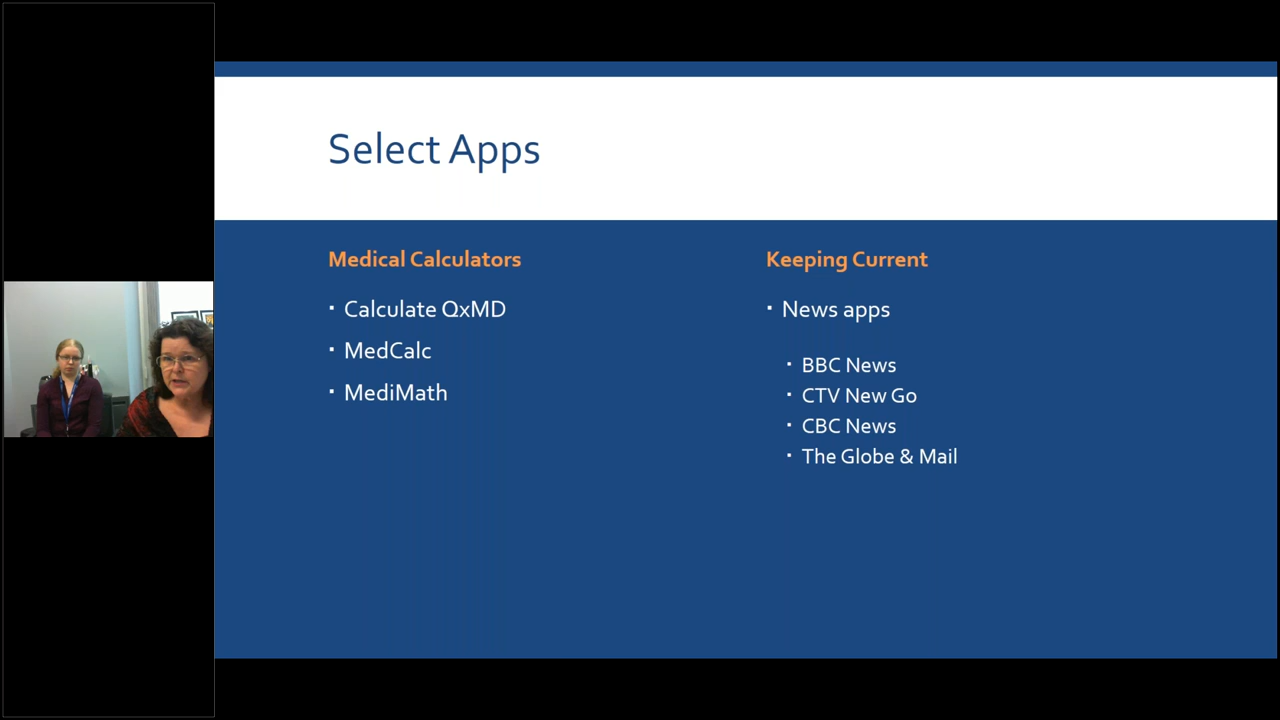 Select Apps
Medical Calculators
Calculate QxMD
MedCalc
MediMath
Keeping Current
News apps
BBC News
CTV New Go
CBC News
The Globe & Mail